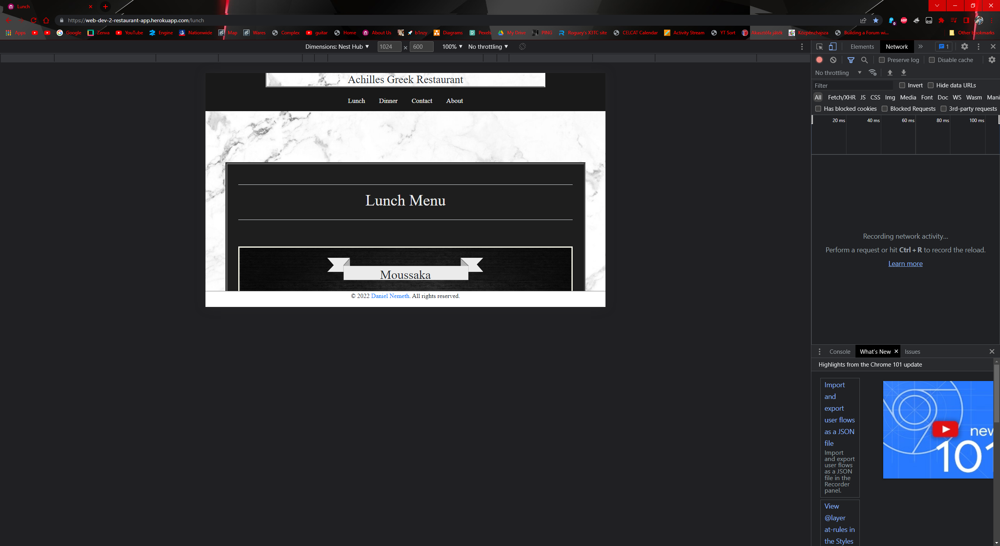 Lunch
https://web-dev-2-restaurant-app.herokuapp.com/lunch
0 ABP
Apps Google Zenva YouTube Engine Nationwide Map Wares Complex guitar Home About Us b1nzy Diagrams Pexels My Drive PING Roguey's X3TC site CELCAT Calendar Activity Stream YT Sort Akasztófa játék Közpénzhajsza Building a Forum wi... Other bookmarks
Dimensions: Nest Hub 1024 × 600 100% No throttling
Elements Network 1
Preserve log Disable cache
No throttling
Filter Invert Hide data URLs
All Fetch/XHR JS CSS Img Media Font Doc WS Wasm Mani
Has blocked cookies Blocked Requests 3rd-party requests
20 ms 40 ms 60 ms 80 ms 100 ms
Achilles Greek Restaurant
Lunch Dinner Contact About
Lunch Menu
Moussaka
© 2022 Daniel Nemeth. All rights reserved.
Recording network activity...
Perform a request or hit Ctrl + R to record the reload.
Learn more
Console What's New Issues
Highlights from the Chrome 101 update
Import
and
export
user flows
as a JSON
file
Import
and export
user flows
as a JSON
file in the
Recorder
panel.
new
101
View
@layer
at-rules in
the Styles